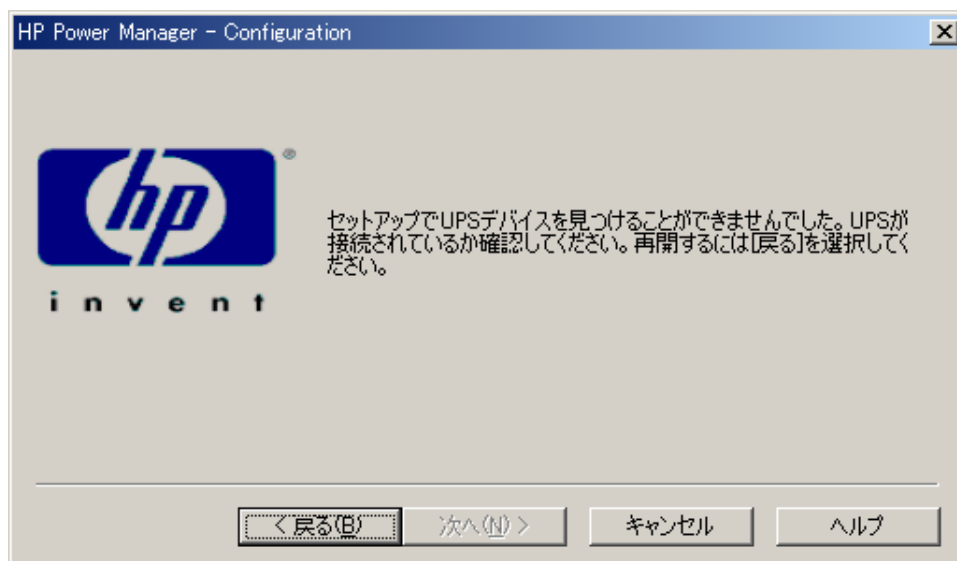 HP Power Manager - Configuration
hp
®
invent
セットアップでUPSデバイスを見つけることができませんでした。UPSが
接続されているか確認してください。再開するには[戻る]を選択してく
ださい。
< 戻る(B)
次へ(N) >
キャンセル
ヘルプ